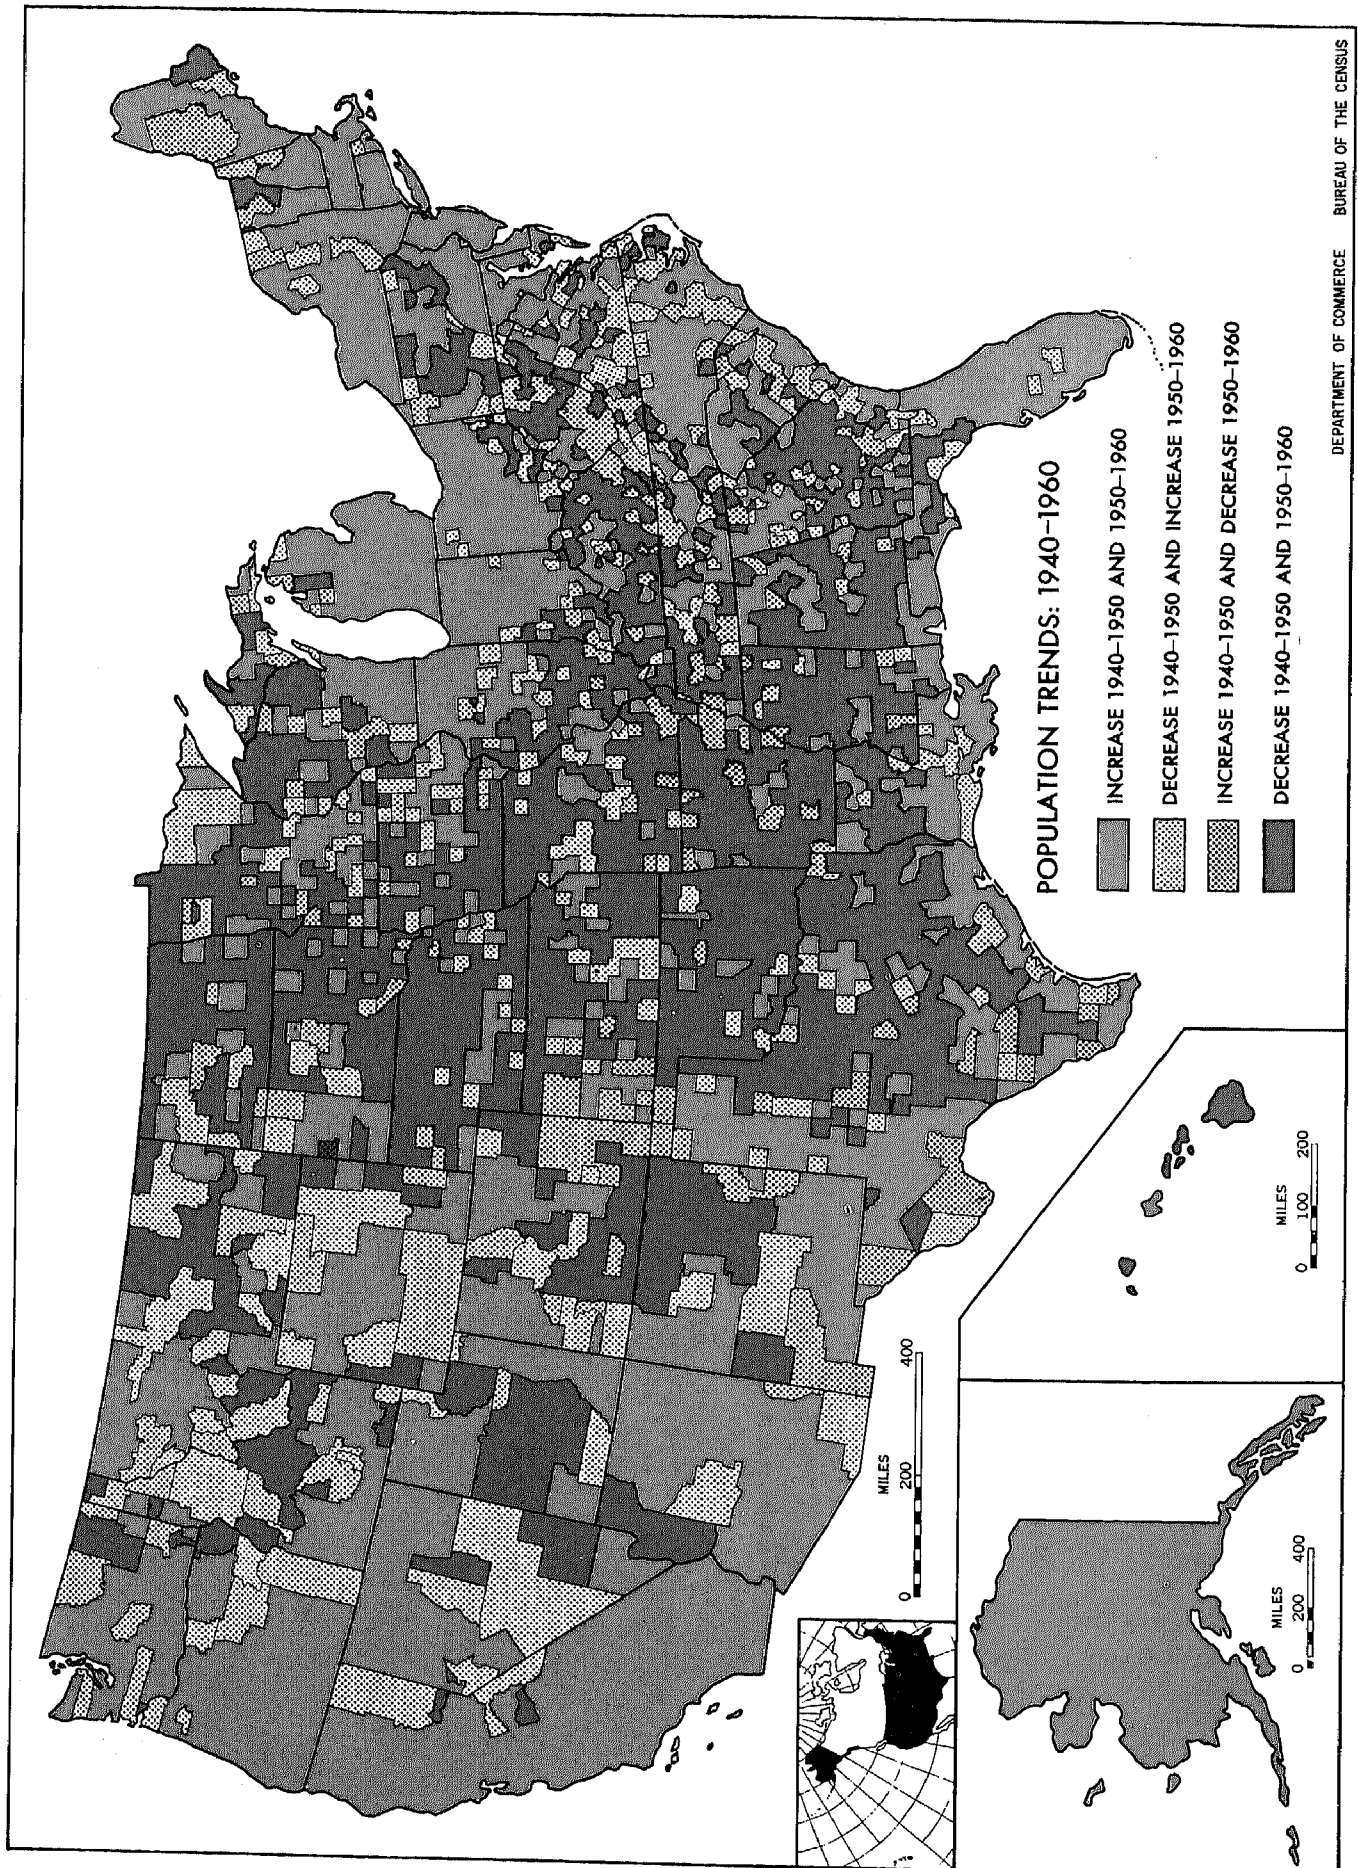 POPULATION TRENDS: 1940–1960
INCREASE 1940–1950 AND 1950–1960
DECREASE 1940–1950 AND INCREASE 1950–1960
INCREASE 1940–1950 AND DECREASE 1950–1960
DECREASE 1940–1950 AND 1950–1960
MILES
0 200 400
MILES
0 200 400
MILES
0 100 200
DEPARTMENT OF COMMERCE BUREAU OF THE CENSUS